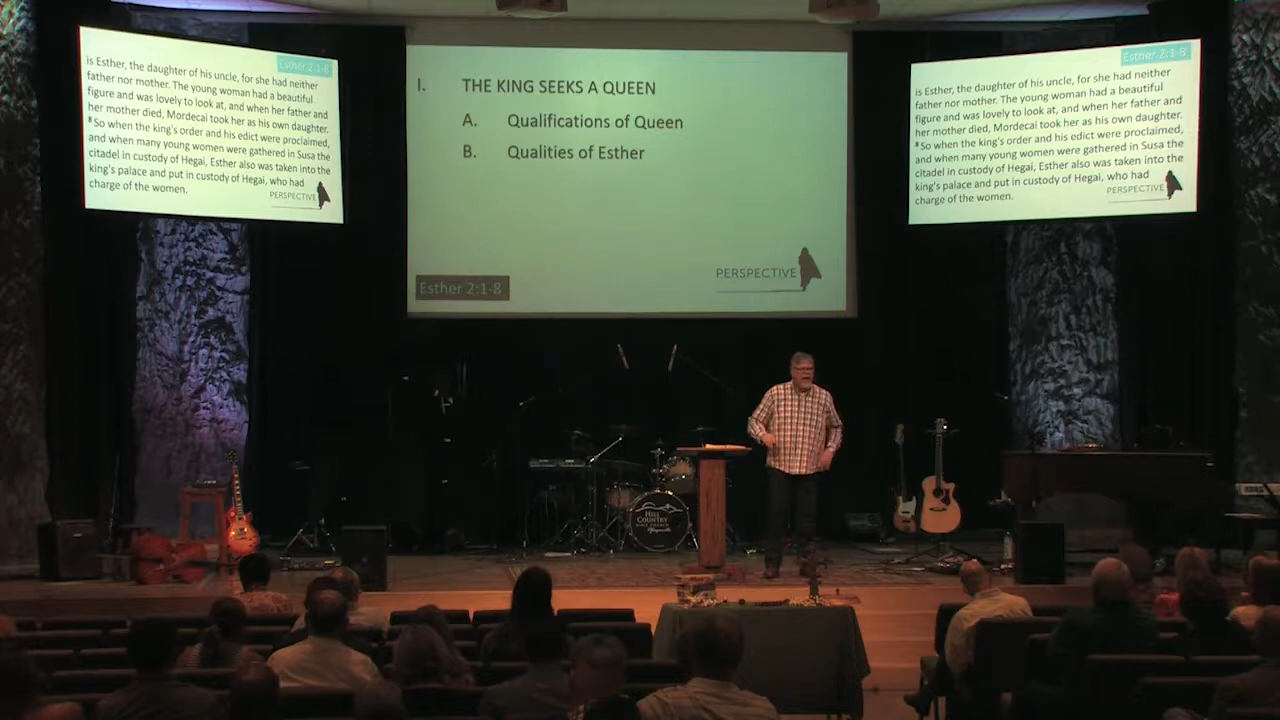 Esther 2:1-8
is Esther, the daughter of his uncle, for she had neither
father nor mother. The young woman had a beautiful
figure and was lovely to look at, and when her father and
her mother died, Mordecai took her as his own daughter.
8 So when the king's order and his edict were proclaimed,
and when many young women were gathered in Susa the
citadel in custody of Hegai, Esther also was taken into the
king's palace and put in custody of Hegai, who had
charge of the women.
PERSPECTIVE
I. THE KING SEEKS A QUEEN
A. Qualifications of Queen
B. Qualities of Esther
Esther 2:1-8
PERSPECTIVE
Esther 2:1-8
is Esther, the daughter of his uncle, for she had neither
father nor mother. The young woman had a beautiful
figure and was lovely to look at, and when her father and
her mother died, Mordecai took her as his own daughter.
8 So when the king's order and his edict were proclaimed,
and when many young women were gathered in Susa the
citadel in custody of Hegai, Esther also was taken into the
king's palace and put in custody of Hegai, who had
charge of the women.
PERSPECTIVE
HILL
COUNTRY
BIBLE CHURCH
Pflugerville